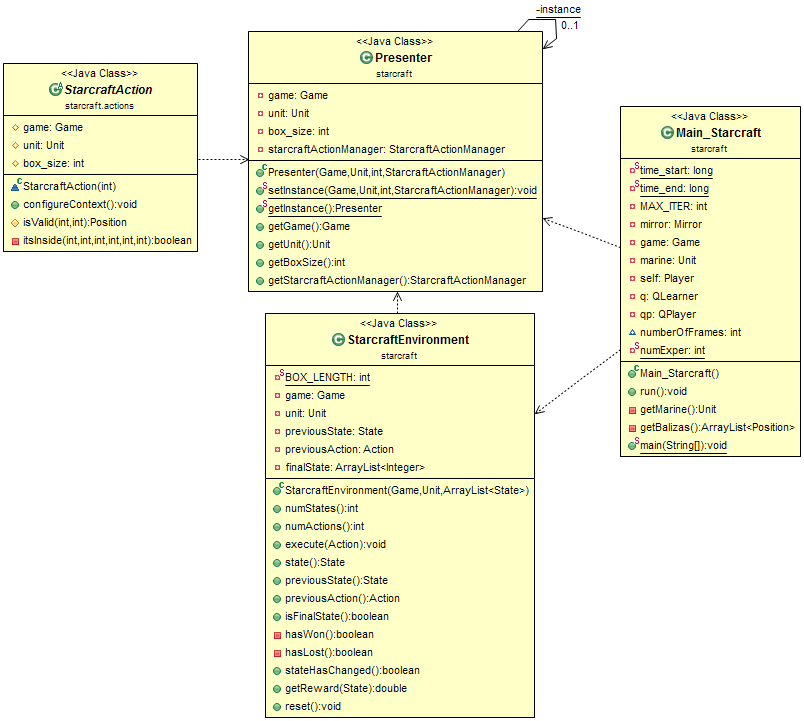 -instance
0..1
<<Java Class>>
Presenter
starcraft
game: Game
unit: Unit
box_size: int
starcraftActionManager: StarcraftActionManager
Presenter(Game,Unit,int,StarcraftActionManager)
setInstance(Game,Unit,int,StarcraftActionManager):void
getInstance():Presenter
getGame():Game
getUnit():Unit
getBoxSize():int
getStarcraftActionManager():StarcraftActionManager
<<Java Class>>
StarcraftAction
starcraft.actions
game: Game
unit: Unit
box_size: int
StarcraftAction(int)
configureContext():void
isValid(int,int):Position
itsInside(int,int,int,int,int,int):boolean
<<Java Class>>
Main_Starcraft
starcraft
time_start: long
time_end: long
MAX_ITER: int
mirror: Mirror
game: Game
marine: Unit
self: Player
q: QLearner
qp: QPlayer
numberOfFrames: int
numExper: int
Main_Starcraft()
run():void
getMarine():Unit
getBalizas():ArrayList<Position>
main(String[]):void
<<Java Class>>
StarcraftEnvironment
starcraft
BOX_LENGTH: int
game: Game
unit: Unit
previousState: State
previousAction: Action
finalState: ArrayList<Integer>
StarcraftEnvironment(Game,Unit,ArrayList<State>)
numStates():int
numActions():int
execute(Action):void
state():State
previousState():State
previousAction():Action
isFinalState():boolean
hasWon():boolean
hasLost():boolean
stateHasChanged():boolean
getReward(State):double
reset():void